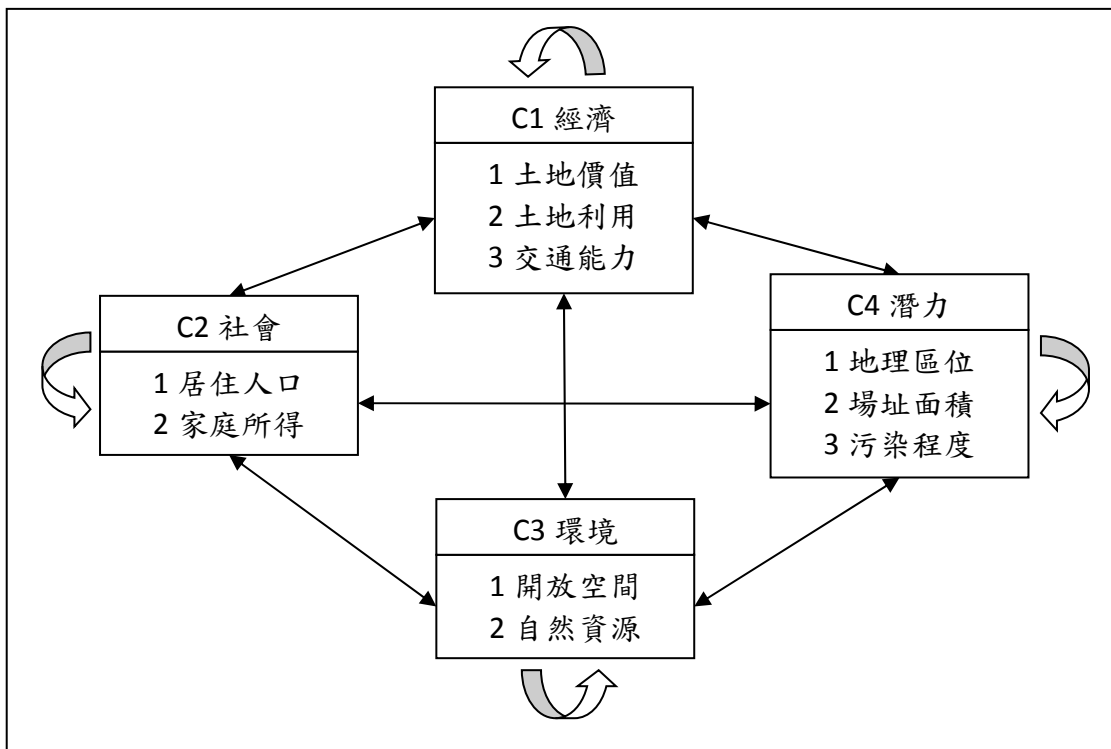 C1 經濟
1 土地價值
2 土地利用
3 交通能力
C2 社會
1 居住人口
2 家庭所得
C4 潛力
1 地理區位
2 場址面積
3 污染程度
C3 環境
1 開放空間
2 自然資源